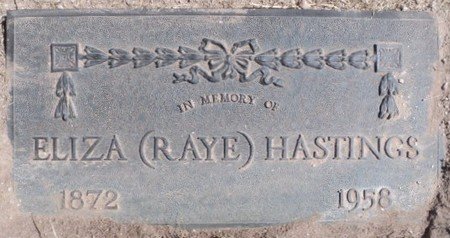 IN MEMORY OF
ELIZA (RAYE) HASTINGS
1872 1958